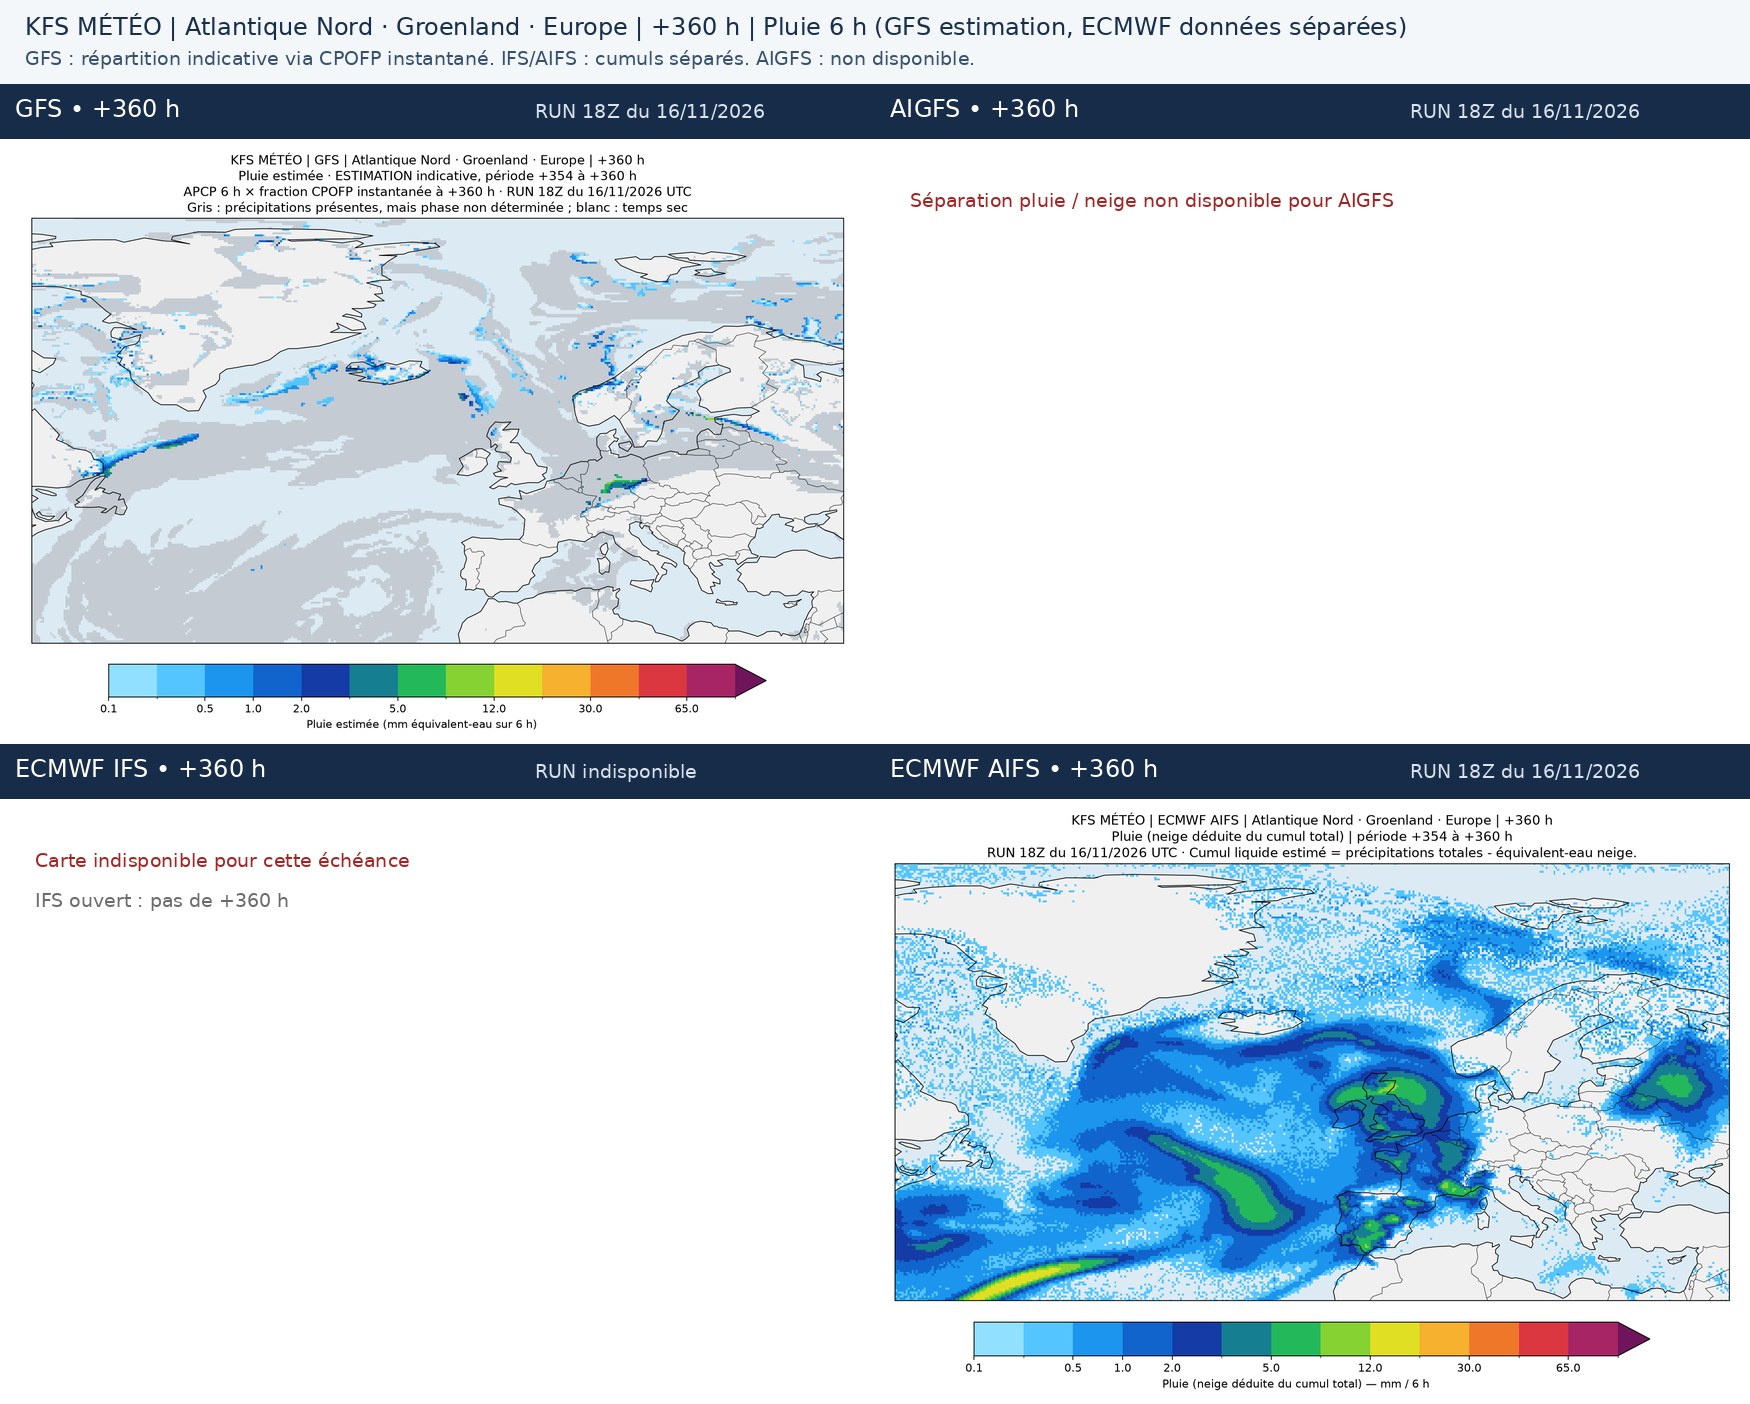 KFS MÉTÉO | Atlantique Nord · Groenland · Europe | +360 h | Pluie 6 h (GFS estimation, ECMWF données séparées)
GFS : répartition indicative via CPOFP instantané. IFS/AIFS : cumuls séparés. AIGFS : non disponible.
GFS • +360 h
RUN 18Z du 16/11/2026
AIGFS • +360 h
RUN 18Z du 16/11/2026
KFS MÉTÉO | GFS | Atlantique Nord · Groenland · Europe | +360 h
Pluie estimée · ESTIMATION indicative, période +354 à +360 h
APCP 6 h × fraction CPOFP instantanée à +360 h · RUN 18Z du 16/11/2026 UTC
Gris : précipitations présentes, mais phase non déterminée ; blanc : temps sec
Séparation pluie / neige non disponible pour AIGFS
0.1 0.5 1.0 2.0 5.0 12.0 30.0 65.0
Pluie estimée (mm équivalent-eau sur 6 h)
ECMWF IFS • +360 h
RUN indisponible
ECMWF AIFS • +360 h
RUN 18Z du 16/11/2026
Carte indisponible pour cette échéance
IFS ouvert : pas de +360 h
KFS MÉTÉO | ECMWF AIFS | Atlantique Nord · Groenland · Europe | +360 h
Pluie (neige déduite du cumul total) | période +354 à +360 h
RUN 18Z du 16/11/2026 UTC · Cumul liquide estimé = précipitations totales - équivalent-eau neige.
0.1 0.5 1.0 2.0 5.0 12.0 30.0 65.0
Pluie (neige déduite du cumul total) — mm / 6 h